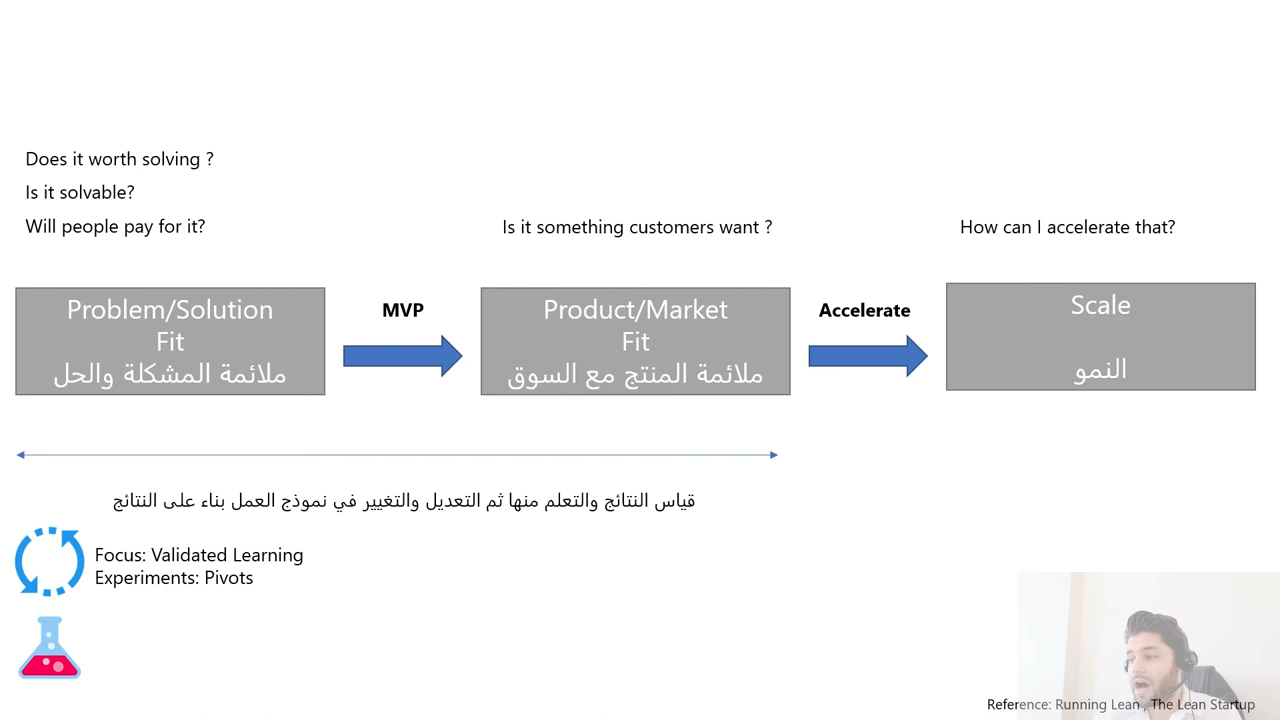 Does it worth solving ?
Is it solvable?
Will people pay for it?
Is it something customers want ?
How can I accelerate that?
Problem/Solution
Fit
ملائمة المشكلة والحل
MVP
Product/Market
Fit
ملائمة المنتج مع السوق
Accelerate
Scale
النمو
قياس النتائج والتعلم منها ثم التعديل والتغيير في نموذج العمل بناء على النتائج
Focus: Validated Learning
Experiments: Pivots
Reference: Running Lean , The Lean Startup